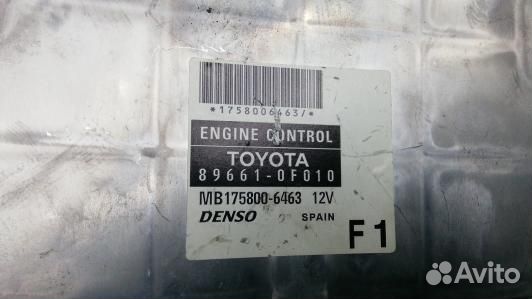 *1758006463/*
ENGINE CONTROL
TOYOTA
89661-0F010
MB175800-6463 12V
DENSO SPAIN
F1
Avito